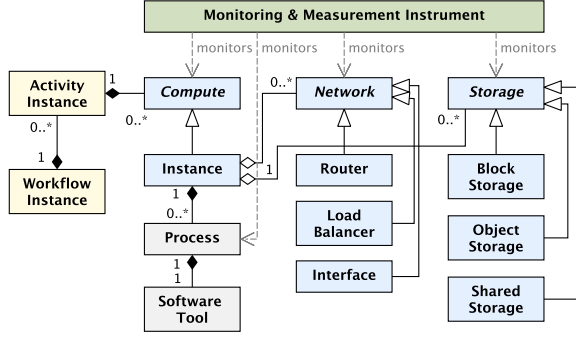 Monitoring & Measurement Instrument
monitors
monitors
monitors
monitors
Activity
Instance
1
0..*
Compute
0..*
0..*
Network
Storage
0..*
1
Workflow
Instance
Instance
1
1
0..*
Router
Block
Storage
Load
Balancer
Process
1
1
Object
Storage
Interface
Software
Tool
Shared
Storage